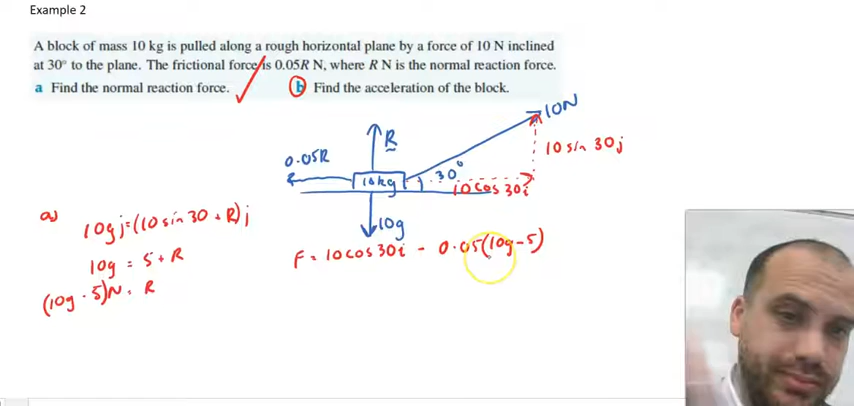 Example 2
A block of mass 10 kg is pulled along a rough horizontal plane by a force of 10 N inclined
at 30° to the plane. The frictional force is 0.05R N, where R N is the normal reaction force.
a Find the normal reaction force.
b Find the acceleration of the block.
10N
R
0.05R
10 sin 30j
30°
10kg
10cos 30i
10g
a) 10gj = (10 sin 30 + R)j
10g = 5 + R
(10g - 5)N = R
F = 10cos 30i - 0.05(10g - 5)